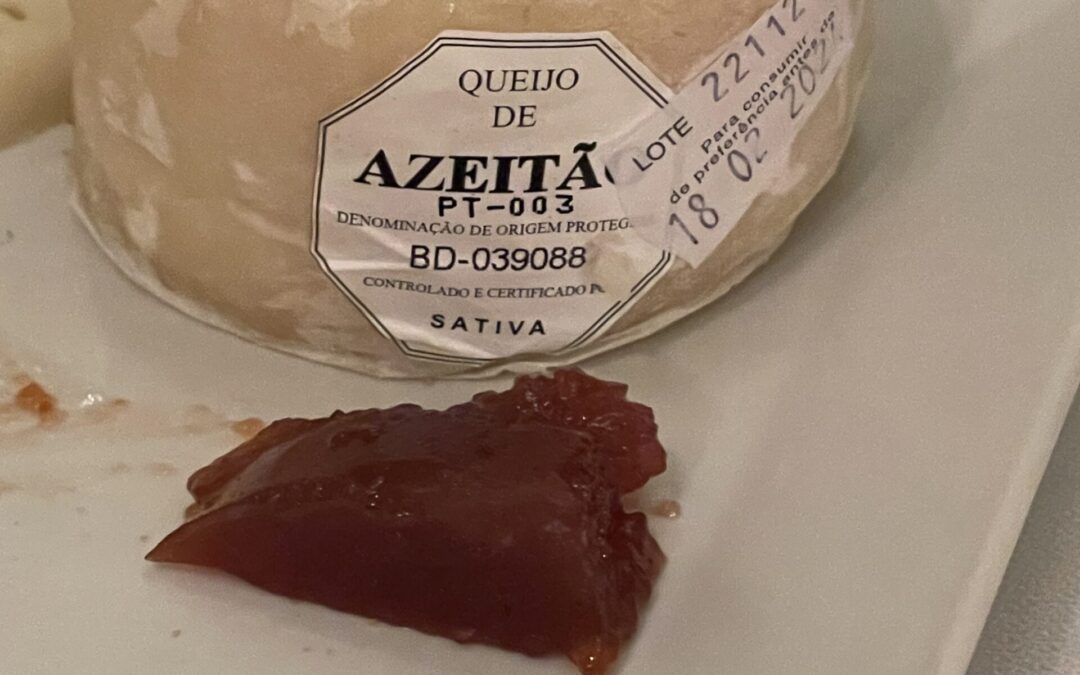 QUEIJO
DE
AZEITÃ
PT-003
DENOMINAÇÃO DE ORIGEM PROTEG
BD-039088
CONTROLADO E CERTIFICADO P
SATIVA
LOTE 22112
Para consumir
de preferência antes de
18 02